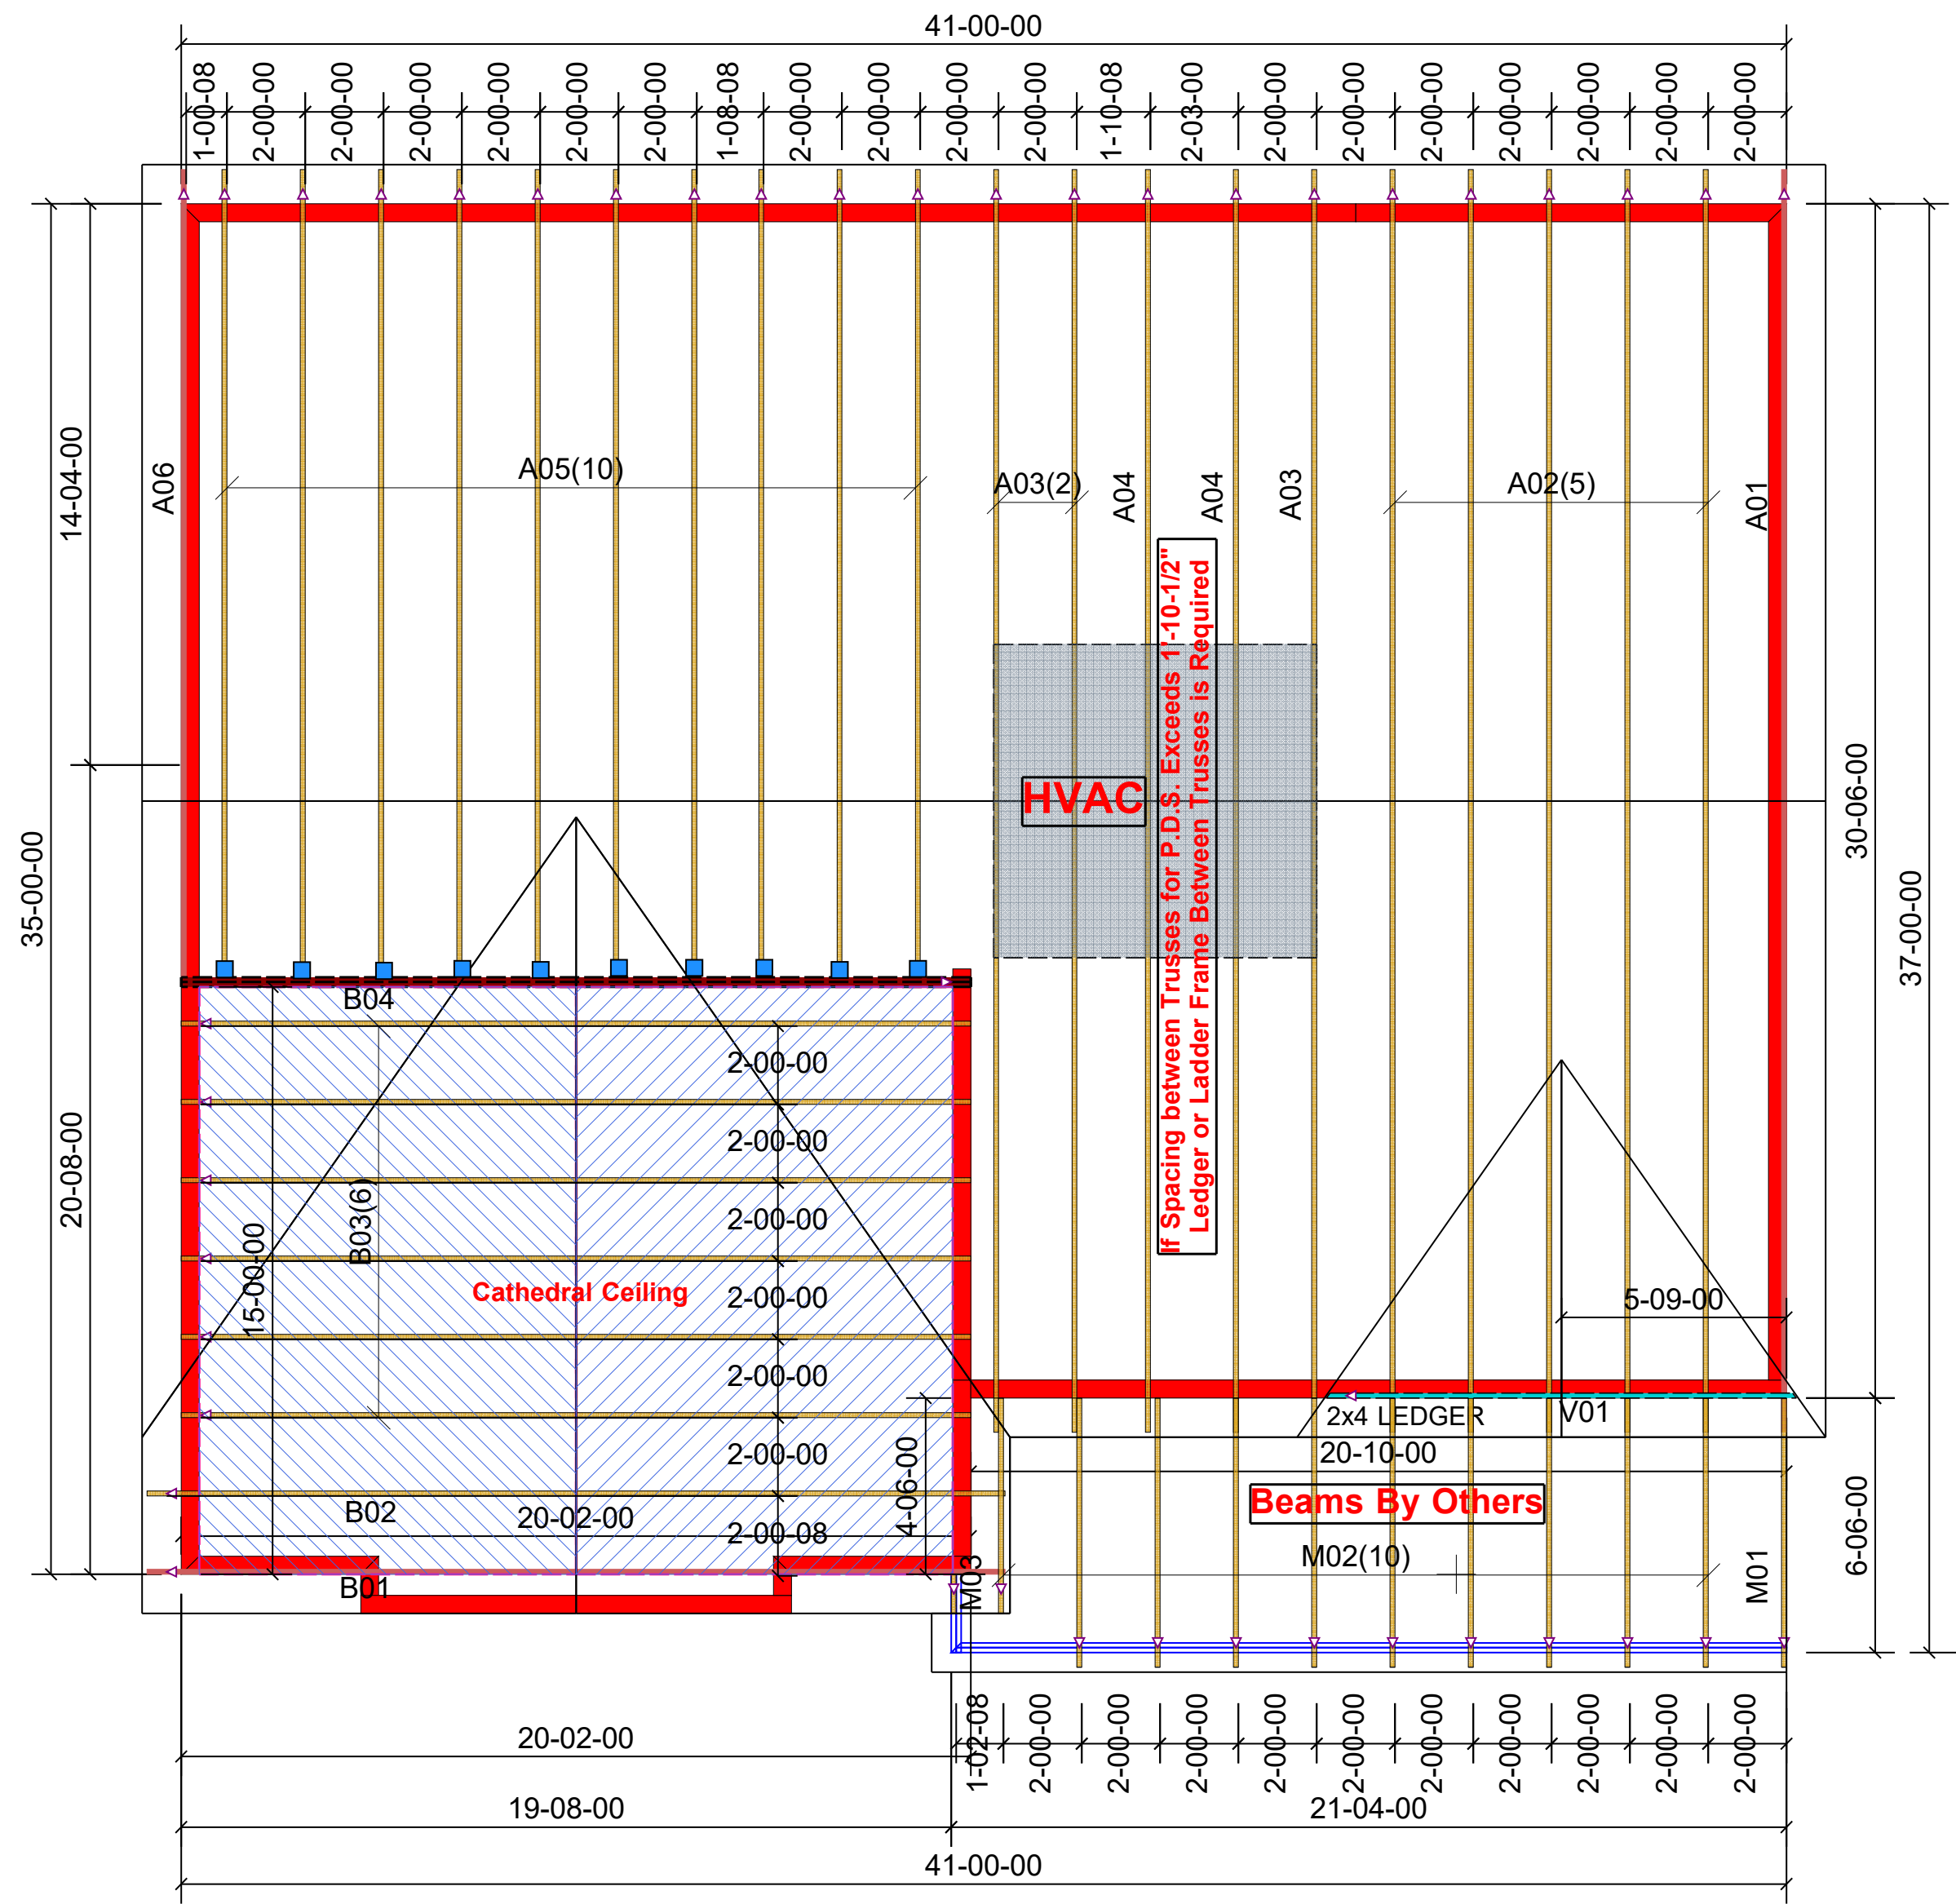 41-00-00
1-00-08
2-00-00
2-00-00
2-00-00
2-00-00
2-00-00
2-00-00
1-08-08
2-00-00
2-00-00
2-00-00
2-00-00
1-10-08
2-03-00
2-00-00
2-00-00
2-00-00
2-00-00
2-00-00
2-00-00
A06
A05(10)
A03(2)
A04
A04
A03
A02(5)
A01
14-04-00
35-00-00
20-08-00
30-06-00
37-00-00
6-06-00
If Spacing between Trusses for P.D.S. Exceeds 1'-10-1/2"
Ledger or Ladder Frame Between Trusses is Required
HVAC
B04
2-00-00
2-00-00
2-00-00
2-00-00
2-00-00
2-00-00
2-00-08
B03(6)
15-00-00
Cathedral Ceiling
5-09-00
2x4 LEDGER
V01
20-10-00
4-06-00
Beams By Others
B02
20-02-00
M02(10)
M03
M01
B01
1-02-08
2-00-00
2-00-00
2-00-00
2-00-00
2-00-00
2-00-00
2-00-00
2-00-00
2-00-00
2-00-00
20-02-00
19-08-00
21-04-00
41-00-00